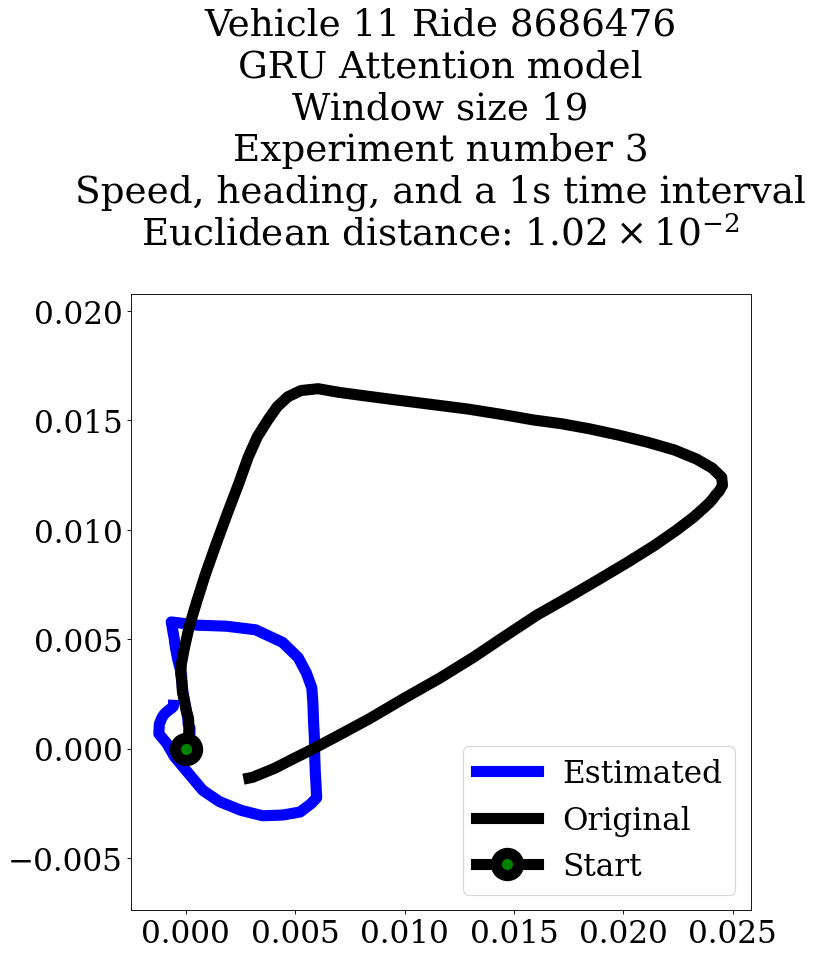 Vehicle 11 Ride 8686476
GRU Attention model
Window size 19
Experiment number 3
Speed, heading, and a 1s time interval
Euclidean distance: 1.02 × 10⁻²
0.020
0.015
0.010
0.005
0.000
−0.005
Estimated
Original
Start
0.000 0.005 0.010 0.015 0.020 0.025